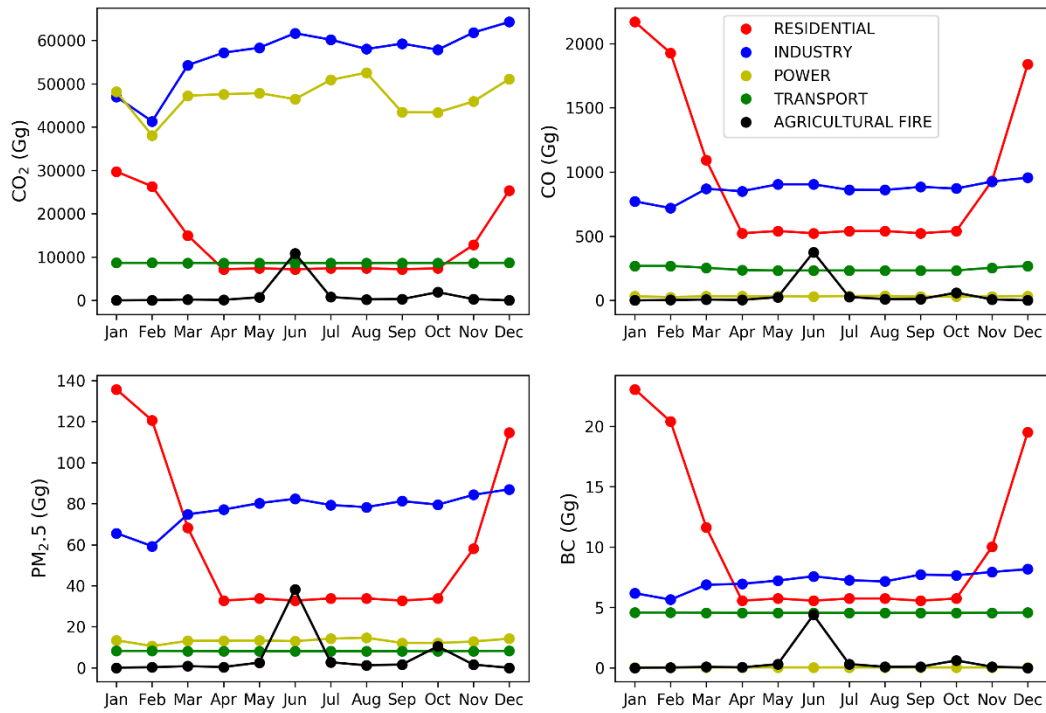 CO₂ (Gg)
60000
50000
40000
30000
20000
10000
0
Jan Feb Mar Apr May Jun Jul Aug Sep Oct Nov Dec
CO (Gg)
2000
1500
1000
500
0
RESIDENTIAL
INDUSTRY
POWER
TRANSPORT
AGRICULTURAL FIRE
Jan Feb Mar Apr May Jun Jul Aug Sep Oct Nov Dec
PM₂.5 (Gg)
140
120
100
80
60
40
20
0
Jan Feb Mar Apr May Jun Jul Aug Sep Oct Nov Dec
BC (Gg)
20
15
10
5
0
Jan Feb Mar Apr May Jun Jul Aug Sep Oct Nov Dec